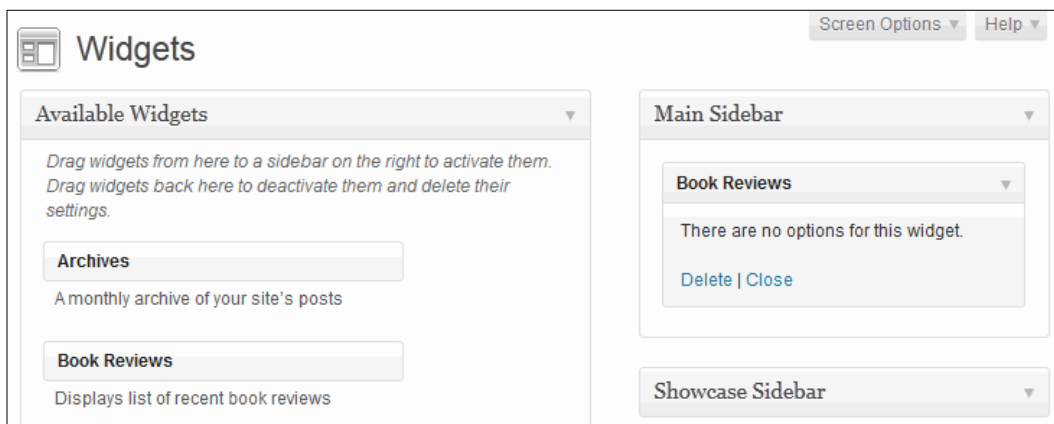 Screen Options
Help
Widgets
Available Widgets
Drag widgets from here to a sidebar on the right to activate them.
Drag widgets back here to deactivate them and delete their
settings.
Archives
A monthly archive of your site's posts
Book Reviews
Displays list of recent book reviews
Main Sidebar
Book Reviews
There are no options for this widget.
Delete | Close
Showcase Sidebar